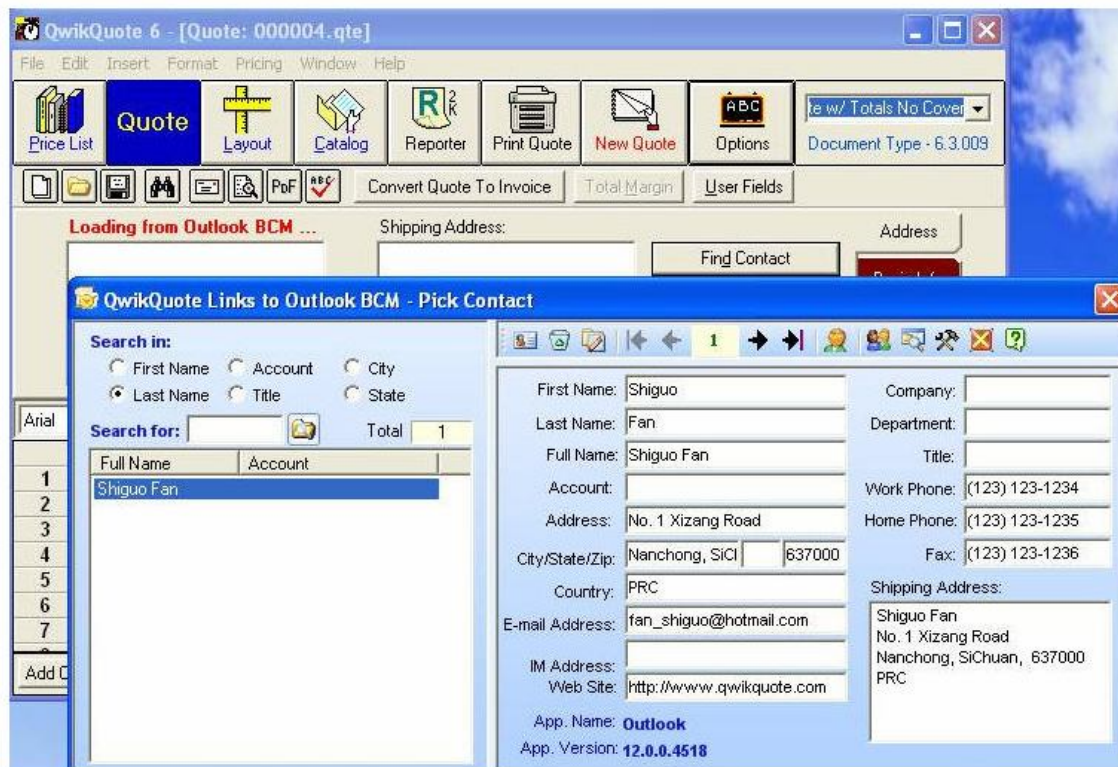 QwikQuote 6 - [Quote: 000004.qte]
File Edit Insert Format Pricing Window Help
Price List
Quote
Layout
Catalog
R 2 K
Reporter
Print Quote
New Quote
ABC
Options
te w/ Totals No Cover
Document Type - 6.3.009
PDF
ABC
Convert Quote To Invoice
Total Margin
User Fields
Loading from Outlook BCM ...
Shipping Address:
Find Contact
Address
QwikQuote Links to Outlook BCM - Pick Contact
Search in:
First Name Account City
Last Name Title State
Search for:
Total 1
Full Name Account
Shiguo Fan
Arial
1
2
3
4
5
6
7
Add C
1
First Name: Shiguo
Last Name: Fan
Full Name: Shiguo Fan
Account:
Address: No. 1 Xizang Road
City/State/Zip: Nanchong, SiCl 637000
Country: PRC
E-mail Address: fan_shiguo@hotmail.com
IM Address:
Web Site: http://www.qwikquote.com
App. Name: Outlook
App. Version: 12.0.0.4518
Company:
Department:
Title:
Work Phone: (123) 123-1234
Home Phone: (123) 123-1235
Fax: (123) 123-1236
Shipping Address:
Shiguo Fan
No. 1 Xizang Road
Nanchong, SiChuan, 637000
PRC